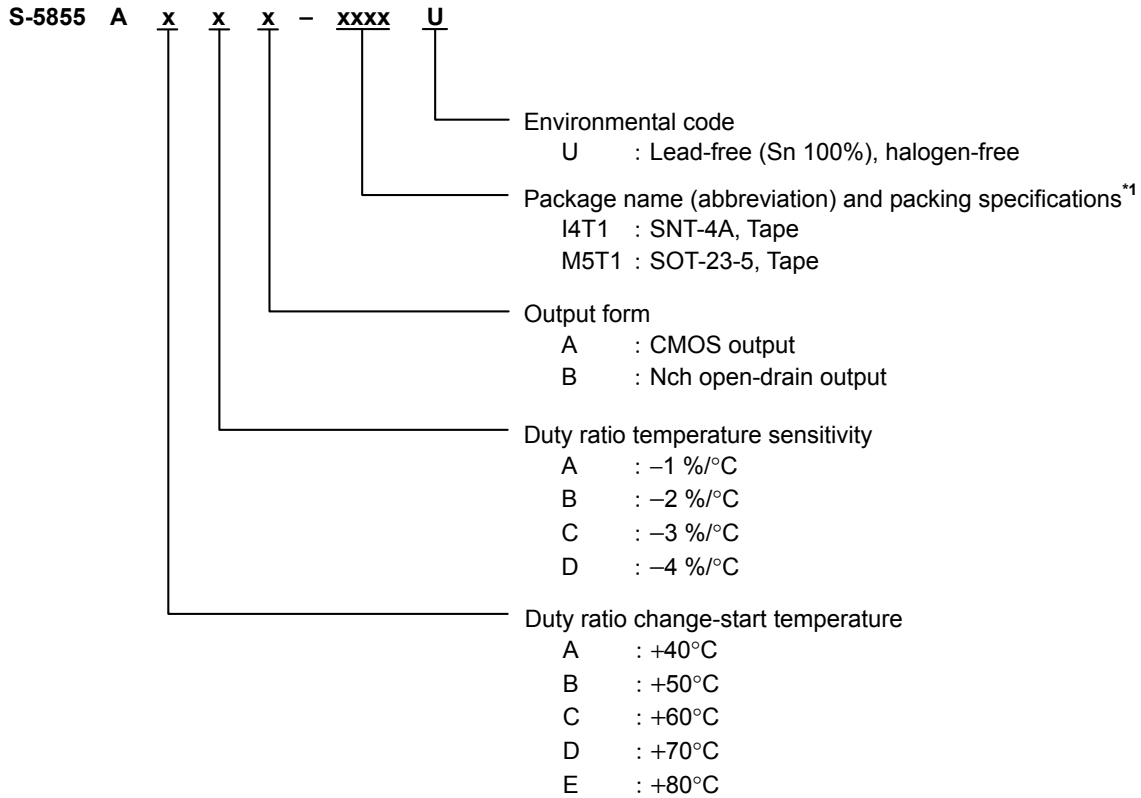 S-5855 A x x x – xxxx U
Environmental code
U : Lead-free (Sn 100%), halogen-free
Package name (abbreviation) and packing specifications*1
I4T1 : SNT-4A, Tape
M5T1 : SOT-23-5, Tape
Output form
A : CMOS output
B : Nch open-drain output
Duty ratio temperature sensitivity
A : −1 %/°C
B : −2 %/°C
C : −3 %/°C
D : −4 %/°C
Duty ratio change-start temperature
A : +40°C
B : +50°C
C : +60°C
D : +70°C
E : +80°C